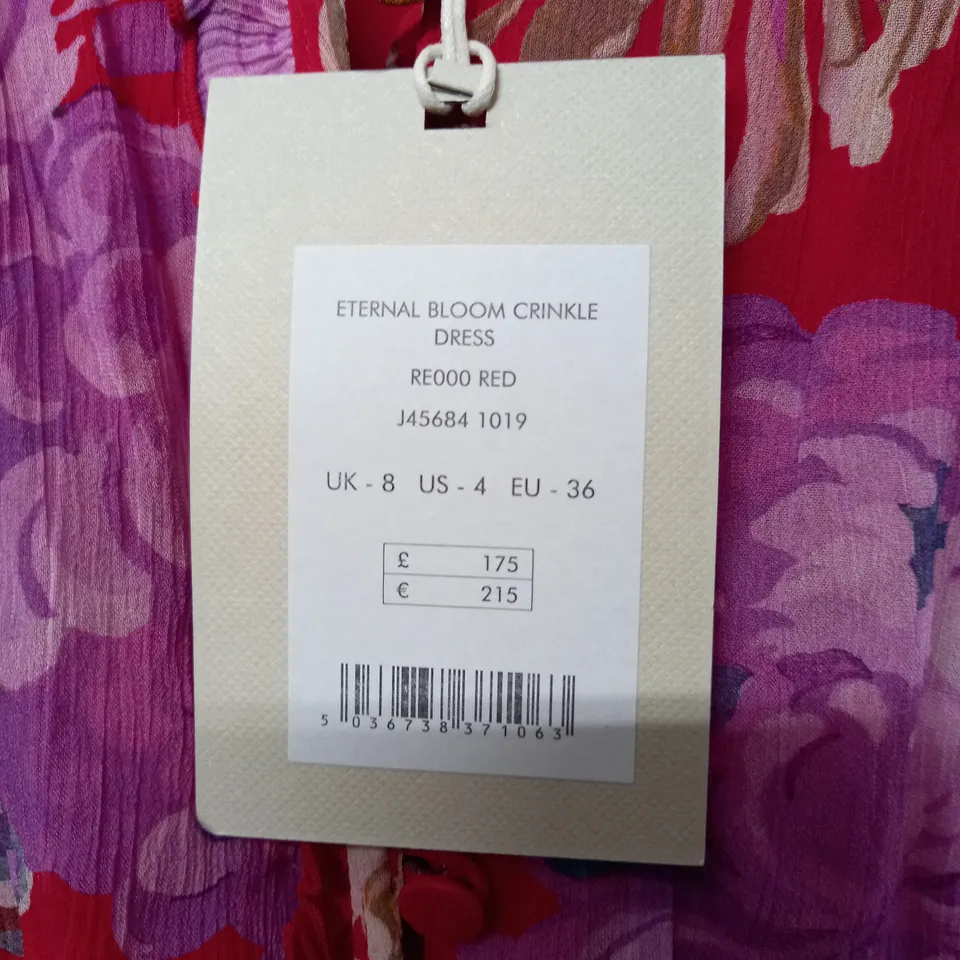 ETERNAL BLOOM CRINKLE
DRESS
RE000 RED
J45684 1019
UK - 8 US - 4 EU - 36
£ 175
€ 215
5 036738 371063